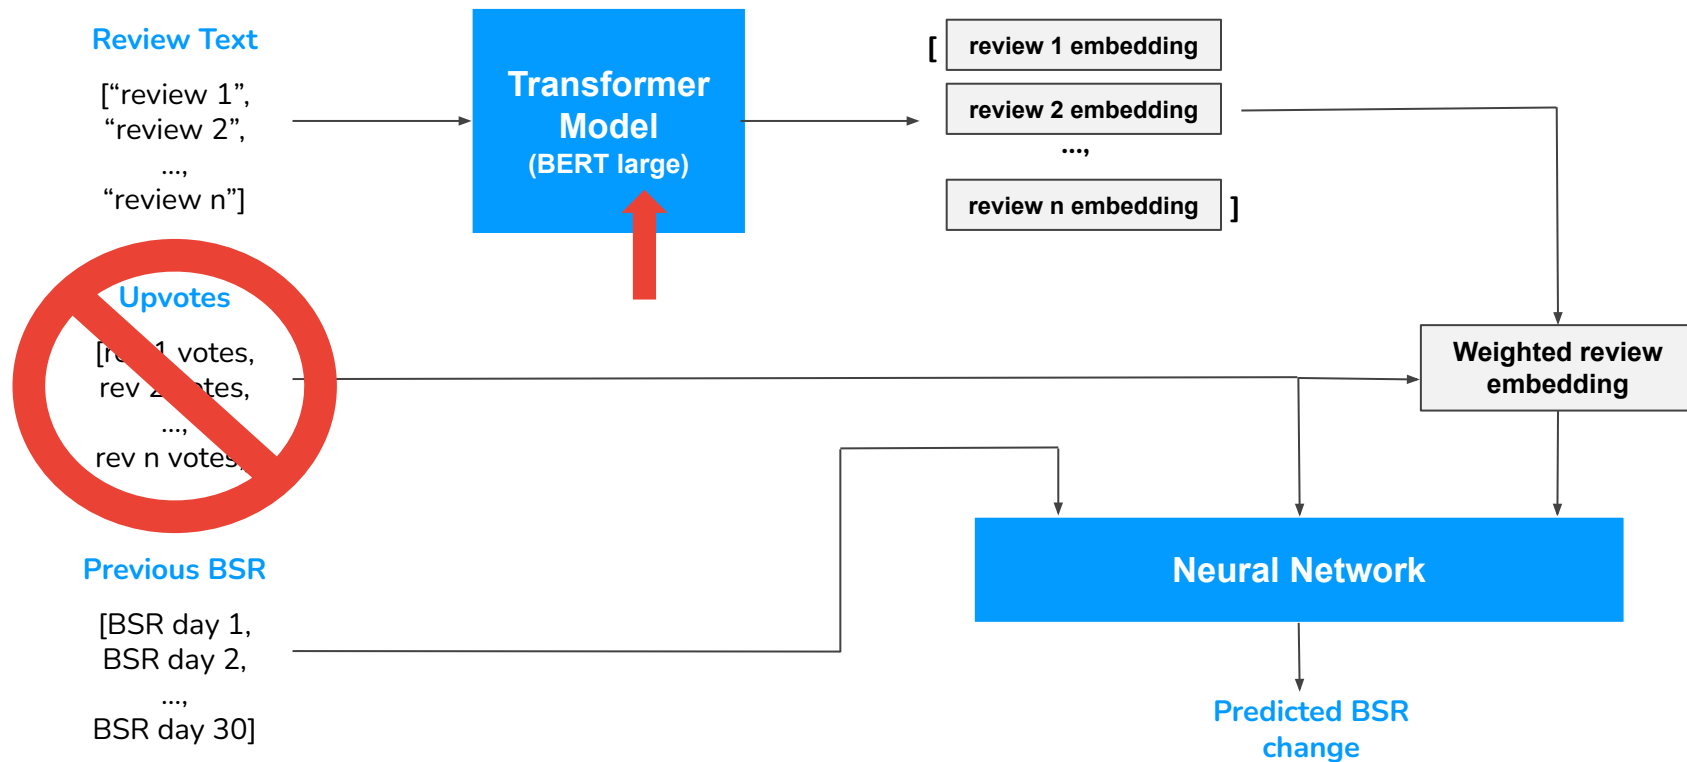 Review Text
[“review 1”,
“review 2”,
...,
“review n”]
Transformer
Model
(BERT large)
[ review 1 embedding
review 2 embedding
...,
review n embedding ]
Upvotes
1 votes,
rev
...,
rev n votes,
Weighted review
embedding
Previous BSR
[BSR day 1,
BSR day 2,
...,
BSR day 30]
Neural Network
Predicted BSR
change